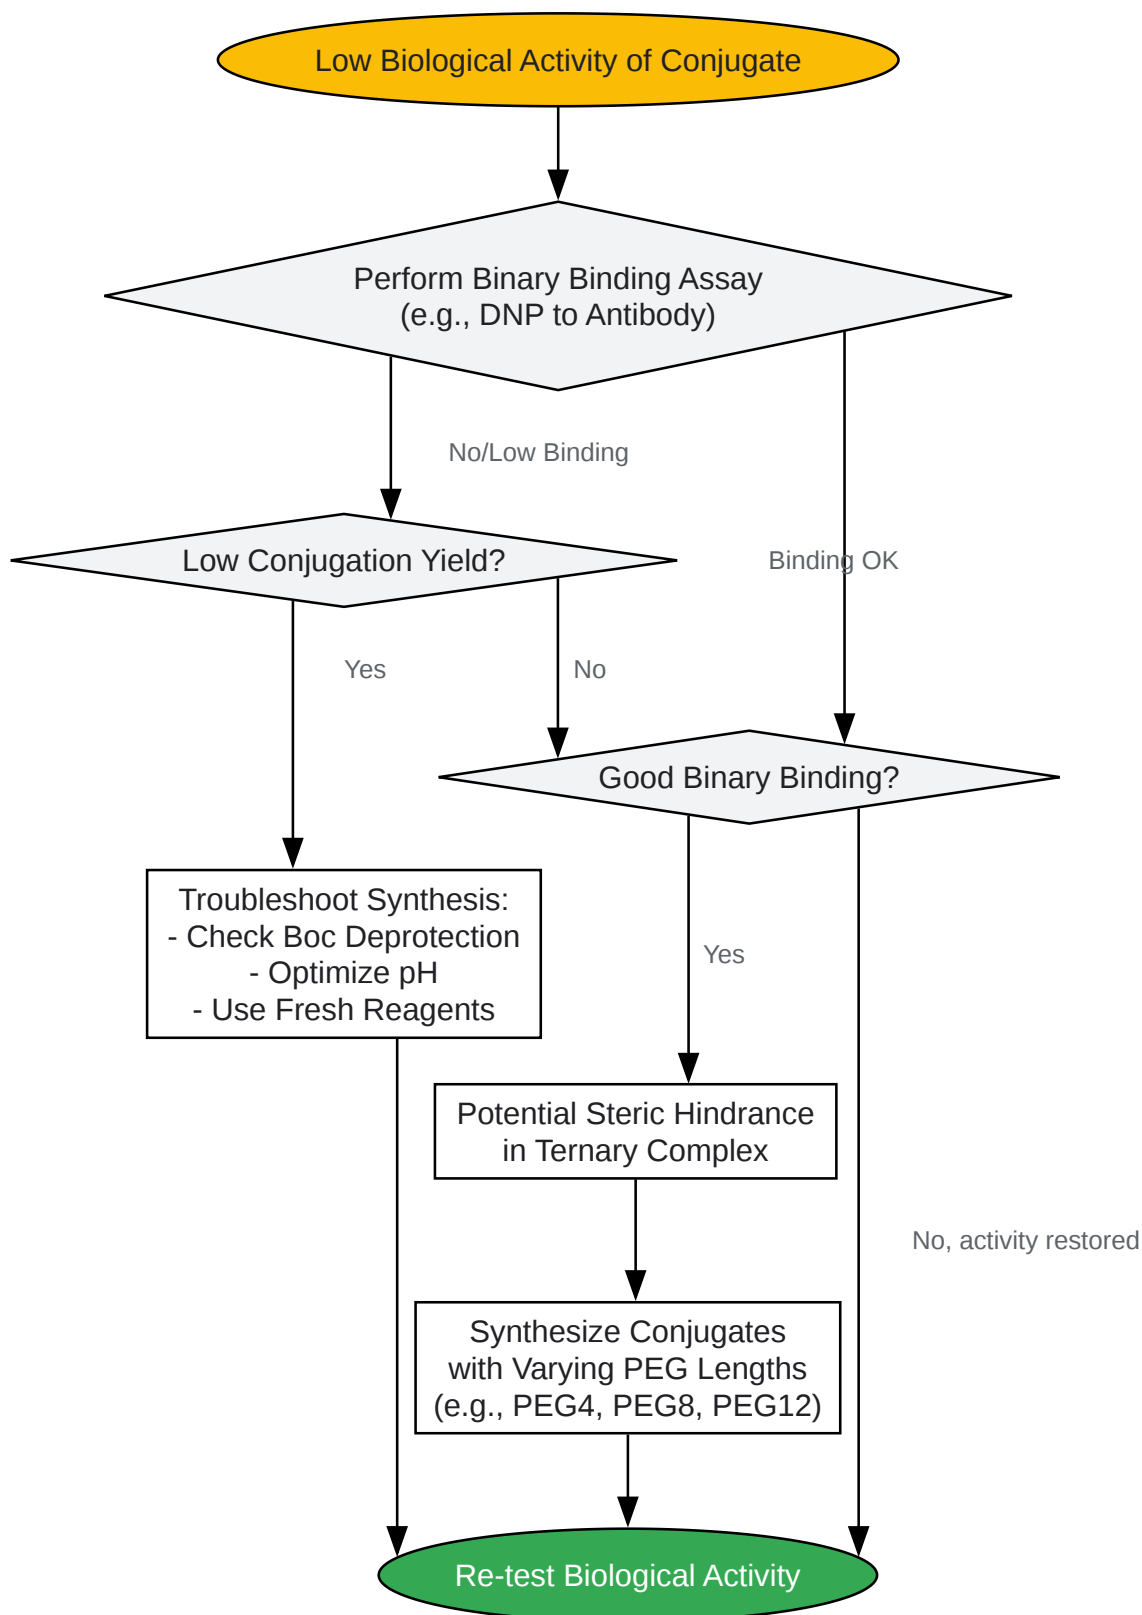 Low Biological Activity of Conjugate
Perform Binary Binding Assay
(e.g., DNP to Antibody)
No/Low Binding
Low Conjugation Yield?
Binding OK
Yes
No
Good Binary Binding?
Troubleshoot Synthesis:
- Check Boc Deprotection
- Optimize pH
- Use Fresh Reagents
Yes
Potential Steric Hindrance
in Ternary Complex
No, activity restored
Synthesize Conjugates
with Varying PEG Lengths
(e.g., PEG4, PEG8, PEG12)
Re-test Biological Activity